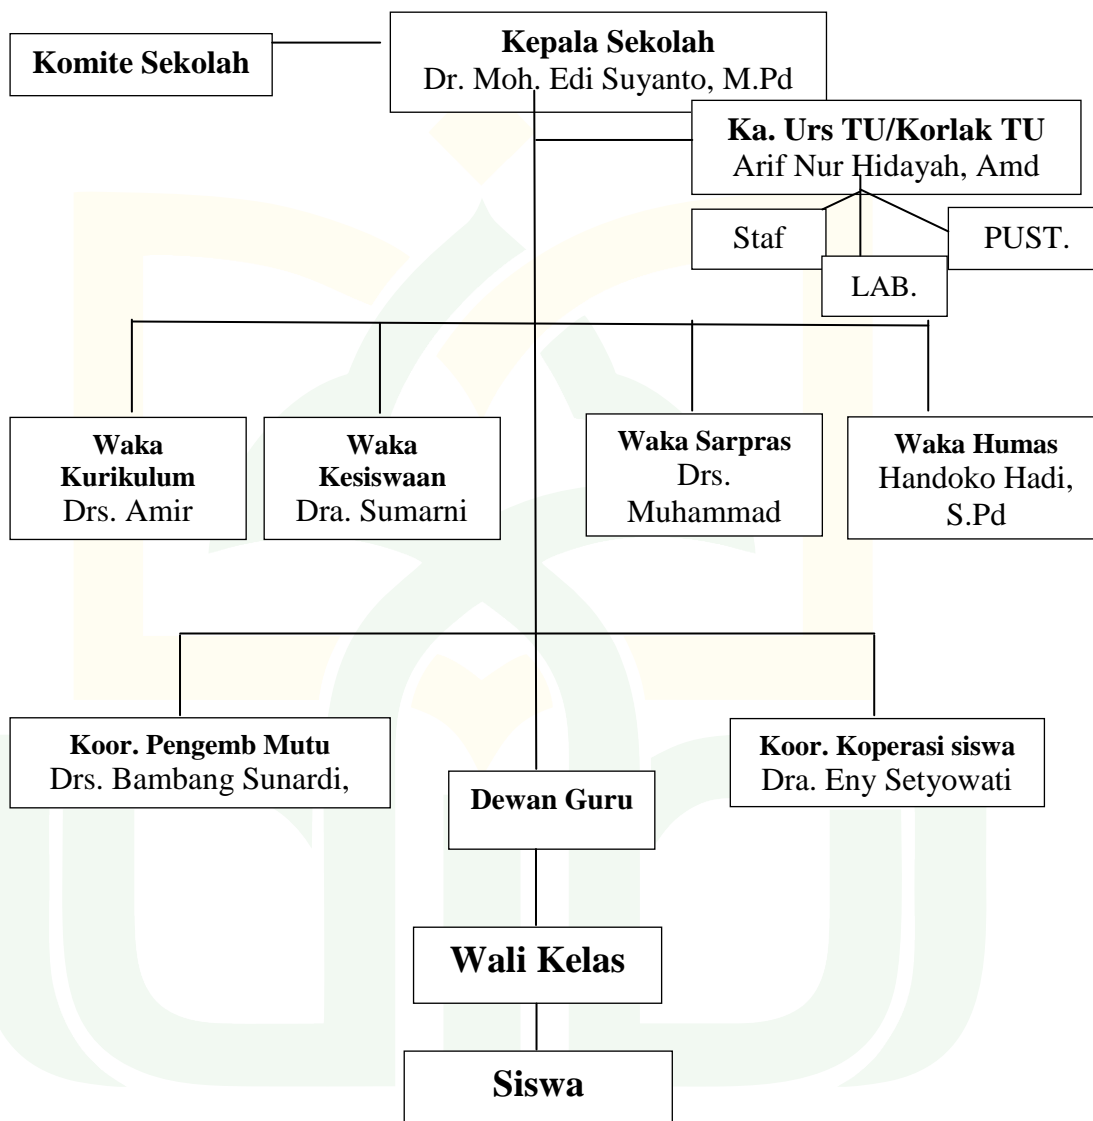 Komite Sekolah
Kepala Sekolah
Dr. Moh. Edi Suyanto, M.Pd
Ka. Urs TU/Korlak TU
Arif Nur Hidayah, Amd
Staf
PUST.
LAB.
Waka
Kurikulum
Drs. Amir
Waka
Kesiswaan
Dra. Sumarni
Waka Sarpras
Drs.
Muhammad
Waka Humas
Handoko Hadi,
S.Pd
Koor. Pengemb Mutu
Drs. Bambang Sunardi,
Koor. Koperasi siswa
Dra. Eny Setyowati
Dewan Guru
Wali Kelas
Siswa